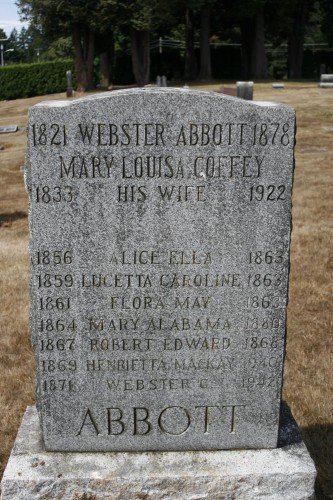 1821 WEBSTER ABBOTT 1878
MARY LOUISA COFFEY
1833 HIS WIFE 1922
1856 ALICE ELLA 1863
1859 LUCETTA CAROLINE 1863
1861 FLORA MAY
1864 MARY ALABAMA
1867 ROBERT EDWARD 1868
1869 HENRIETTA MACKAY
1871 WEBSTER C.
ABBOTT